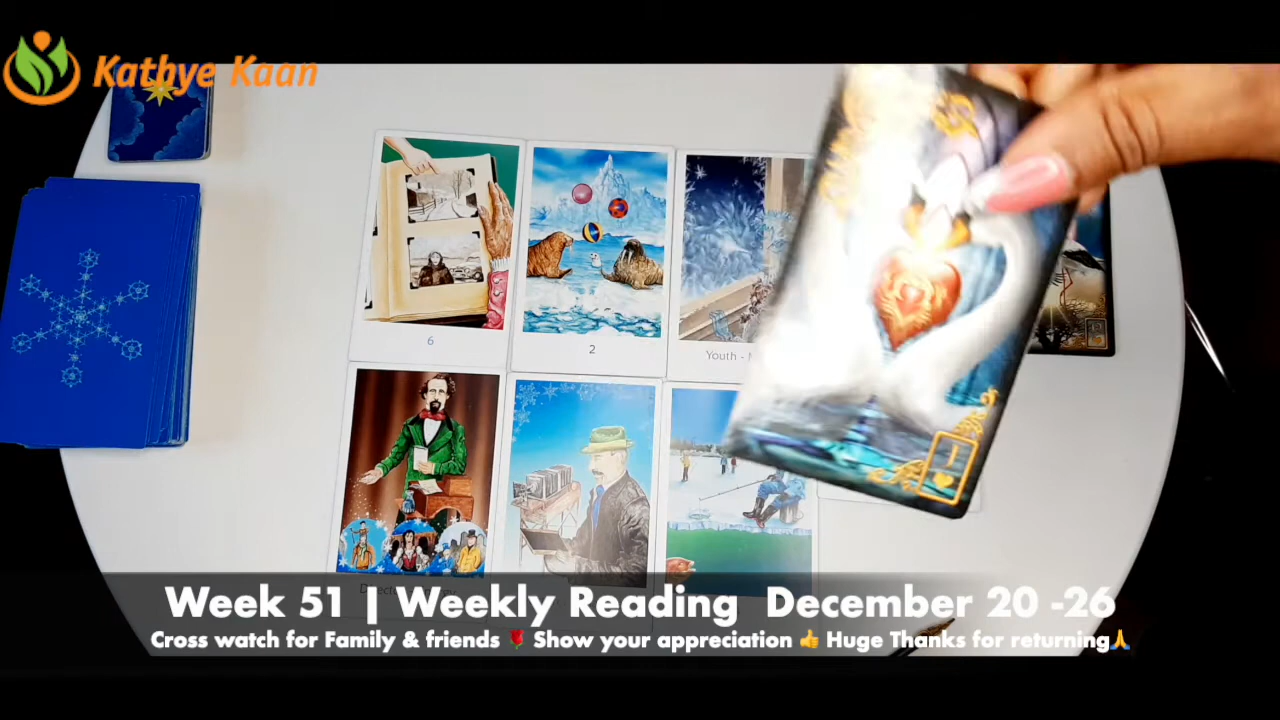 Kathye Kaan
6
2
Youth -
Week 51 | Weekly Reading December 20 -26
Cross watch for Family & friends🌹 Show your appreciation 👍 Huge Thanks for returning🙏